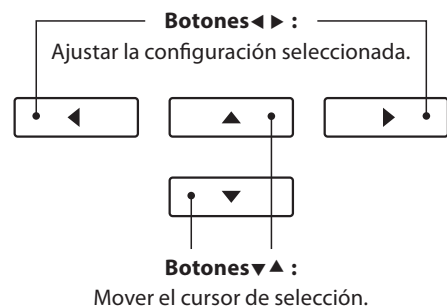 Botones◀ ▶ :
Ajustar la configuración seleccionada.
Botones▼▲ :
Mover el cursor de selección.